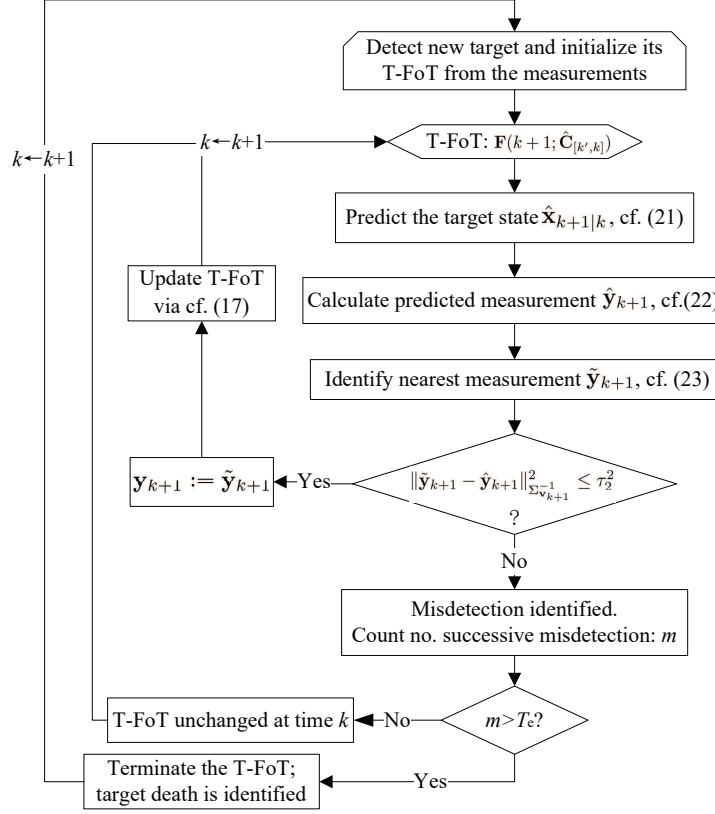 Detect new target and initialize its
T-FoT from the measurements
k←k+1
T-FoT: F(k + 1; Ĉ[k′,k])
k←k+1
Predict the target state x̂k+1|k, cf. (21)
Update T-FoT
via cf. (17)
Calculate predicted measurement ŷk+1, cf.(22)
Identify nearest measurement ỹk+1, cf. (23)
yk+1 := ỹk+1
Yes
‖ỹk+1 − ŷk+1‖²Σ⁻¹vk+1 ≤ τ₂²
?
No
Misdetection identified.
Count no. successive misdetection: m
T-FoT unchanged at time k
No
m>Te?
Terminate the T-FoT;
target death is identified
Yes